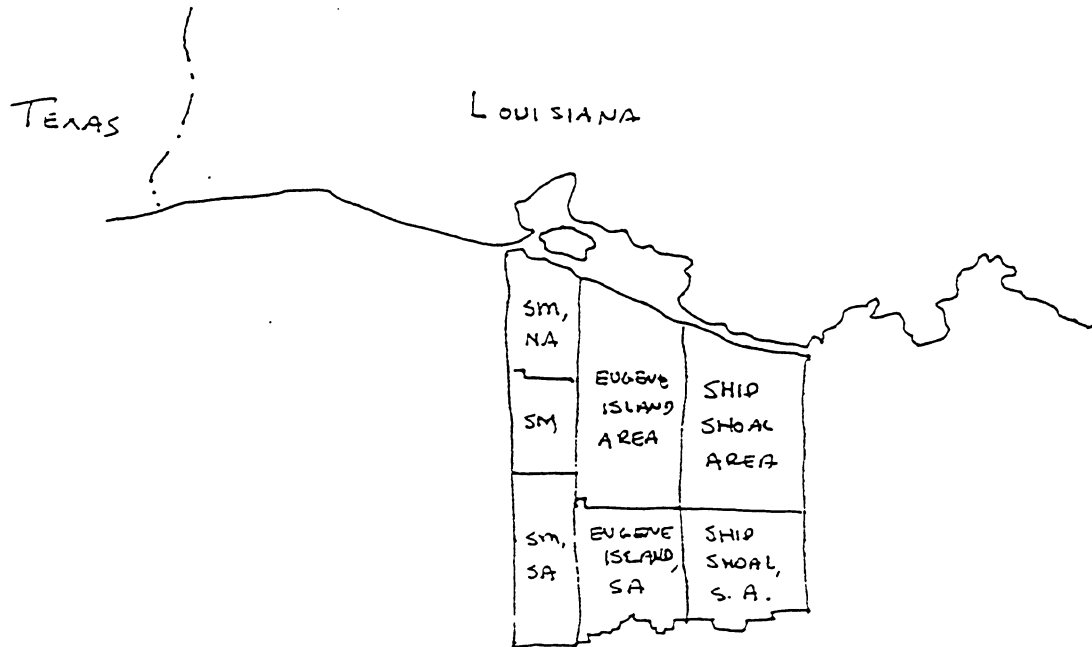 TEXAS
LOUISIANA
SM,
NA
EUGENE
ISLAND
AREA
SHIP
SHOAL
AREA
SM
SM,
SA
EUGENE
ISLAND,
SA
SHIP
SHOAL,
S. A.